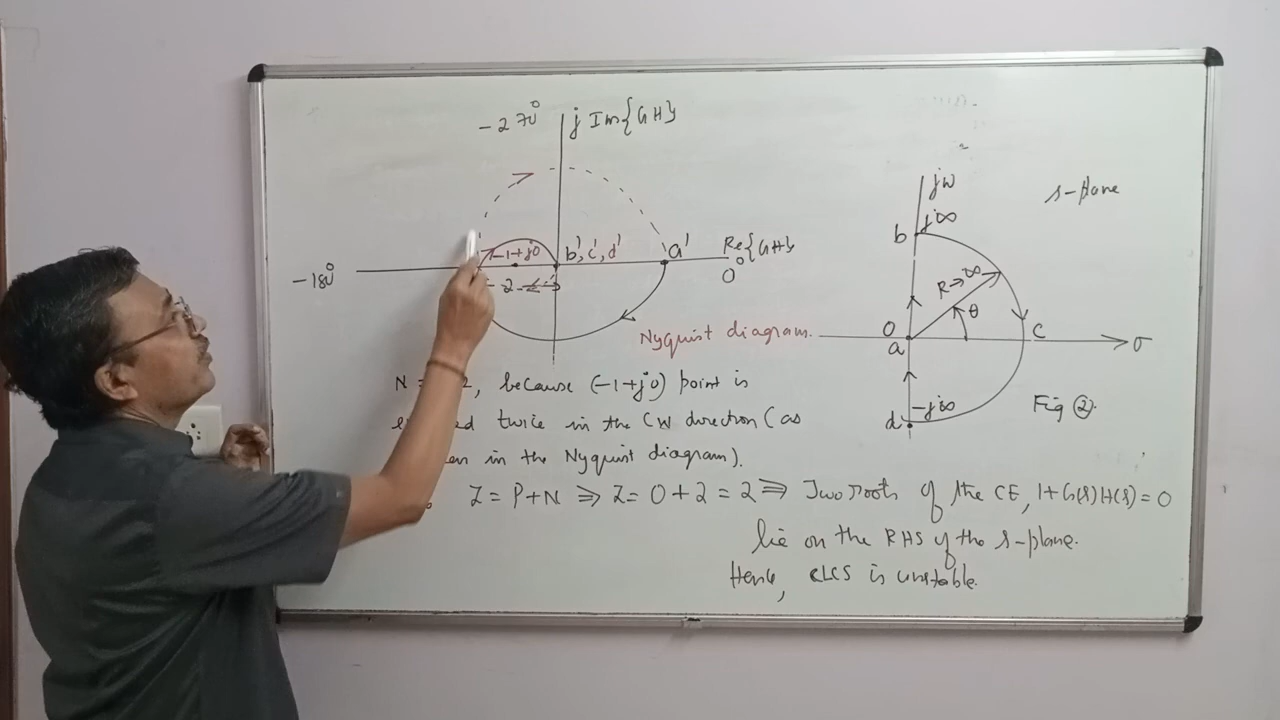 -270° j Im{GH}
-1+j0 b', c', d' a' Re{GH}
-180° 0°
2
Nyquist diagram.
N = 2, because (-1+j0) point is
twice in the CW direction (as
in the Nyquist diagram).
Z = P+N ⇒ Z = 0+2 = 2 ⇒ Two roots of the CE, 1+G(s)H(s) = 0
lie on the RHS of the s-plane.
Hence, CLCS is unstable.
jω s-plane
b j∞
R→∞
θ
0 a c σ
-j∞
d
Fig ②.